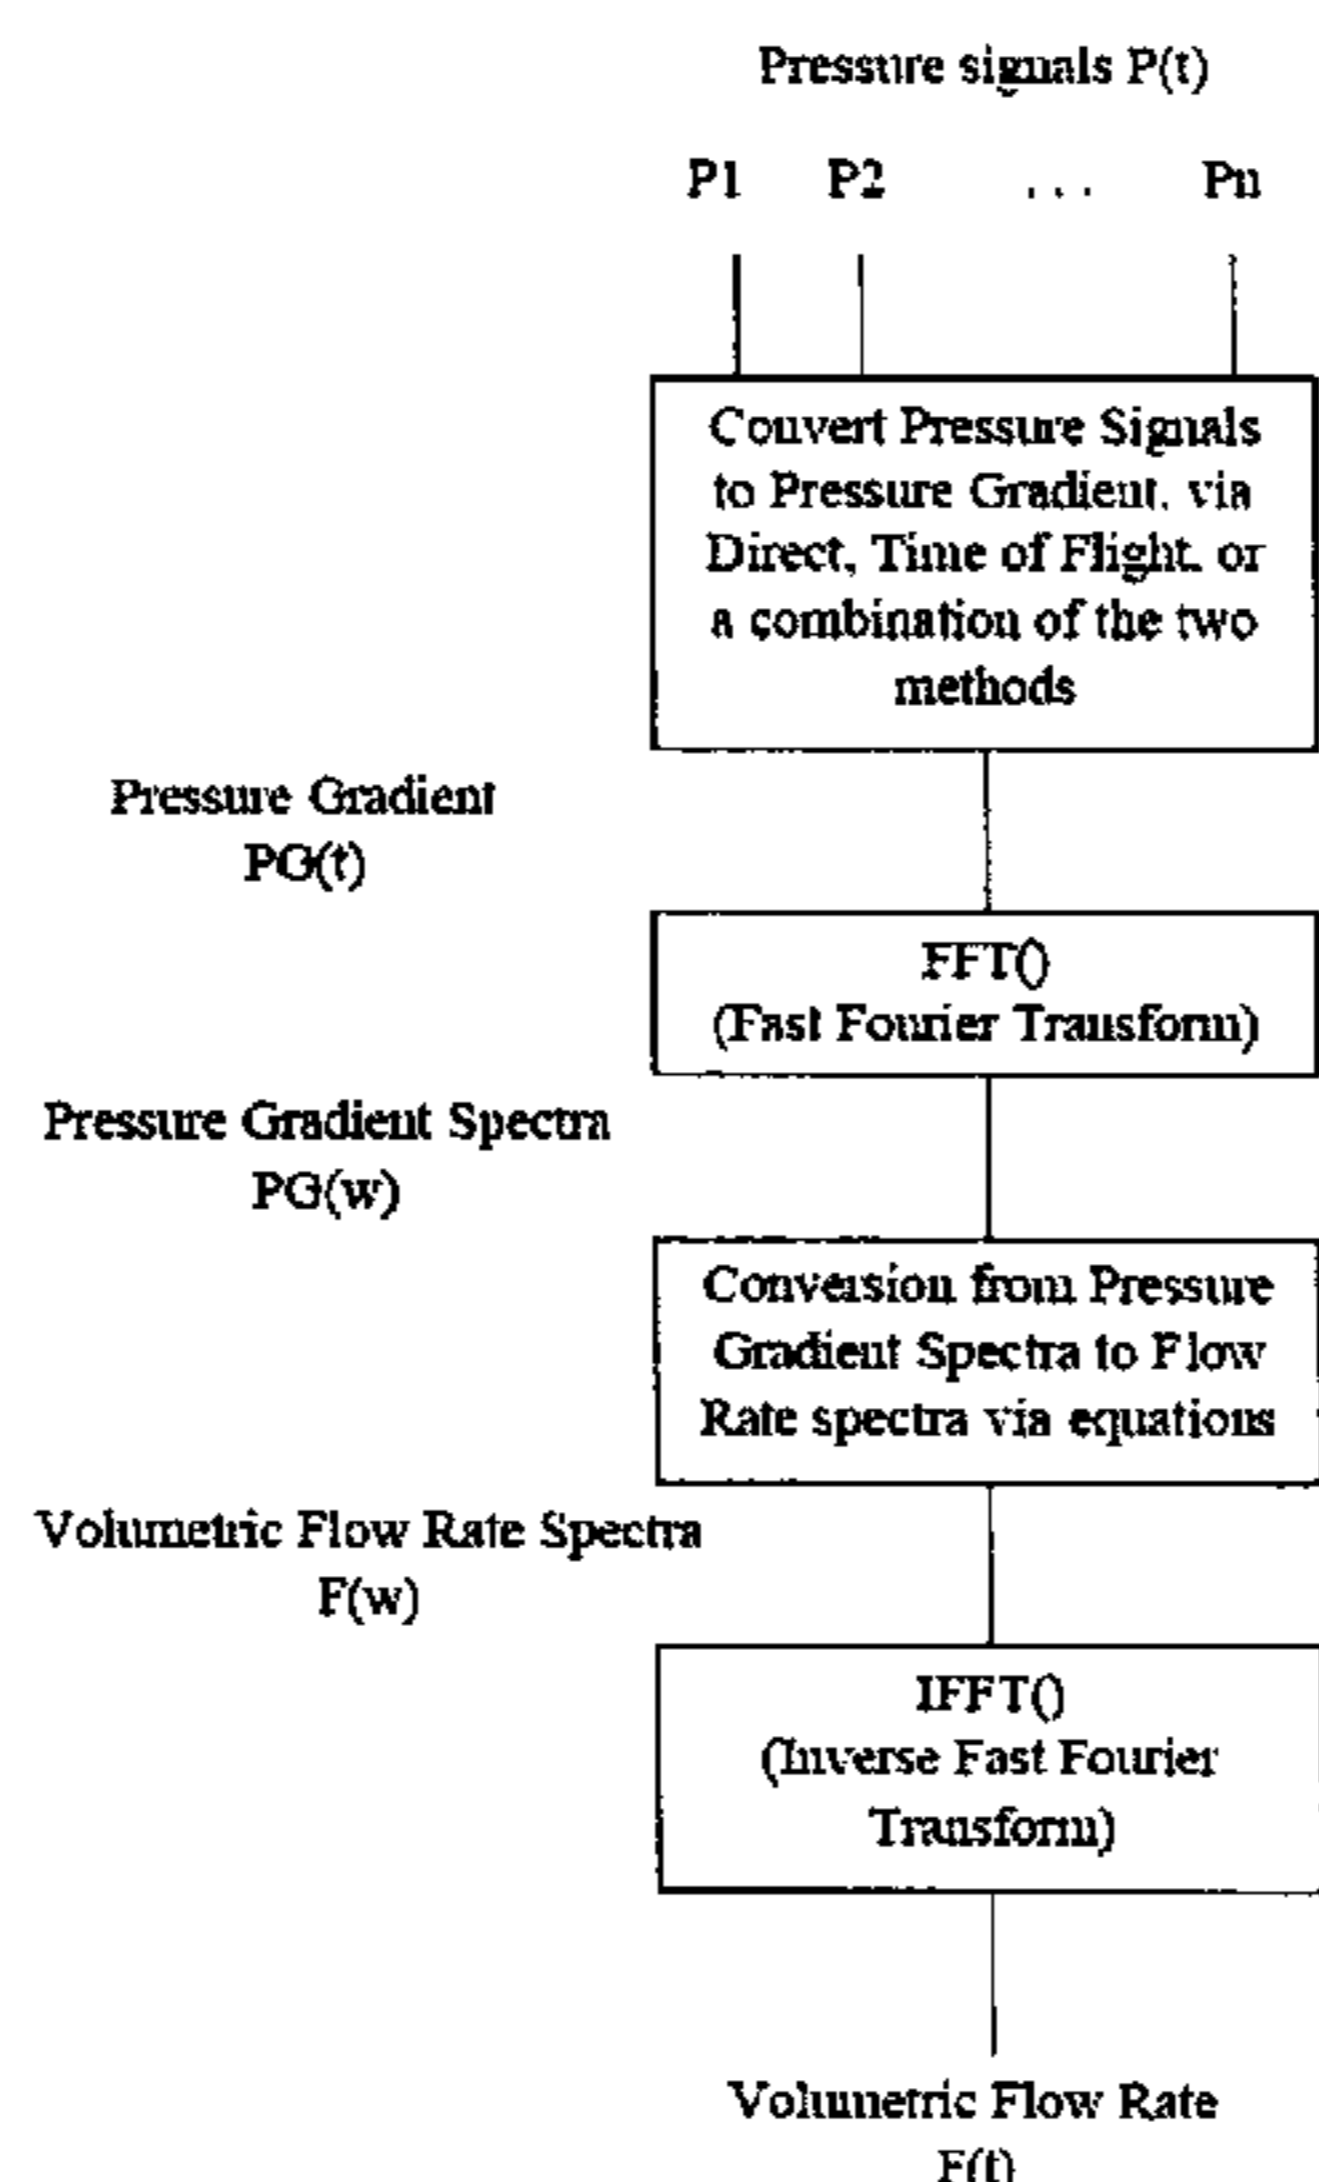 Pressure signals P(t)
P1 P2 ... Pn
Convert Pressure Signals
to Pressure Gradient, via
Direct, Time of Flight, or
a combination of the two
methods
Pressure Gradient
PG(t)
FFT()
(Fast Fourier Transform)
Pressure Gradient Spectra
PG(w)
Conversion from Pressure
Gradient Spectra to Flow
Rate spectra via equations
Volumetric Flow Rate Spectra
F(w)
IFFT()
(Inverse Fast Fourier
Transform)
Volumetric Flow Rate
F(t)